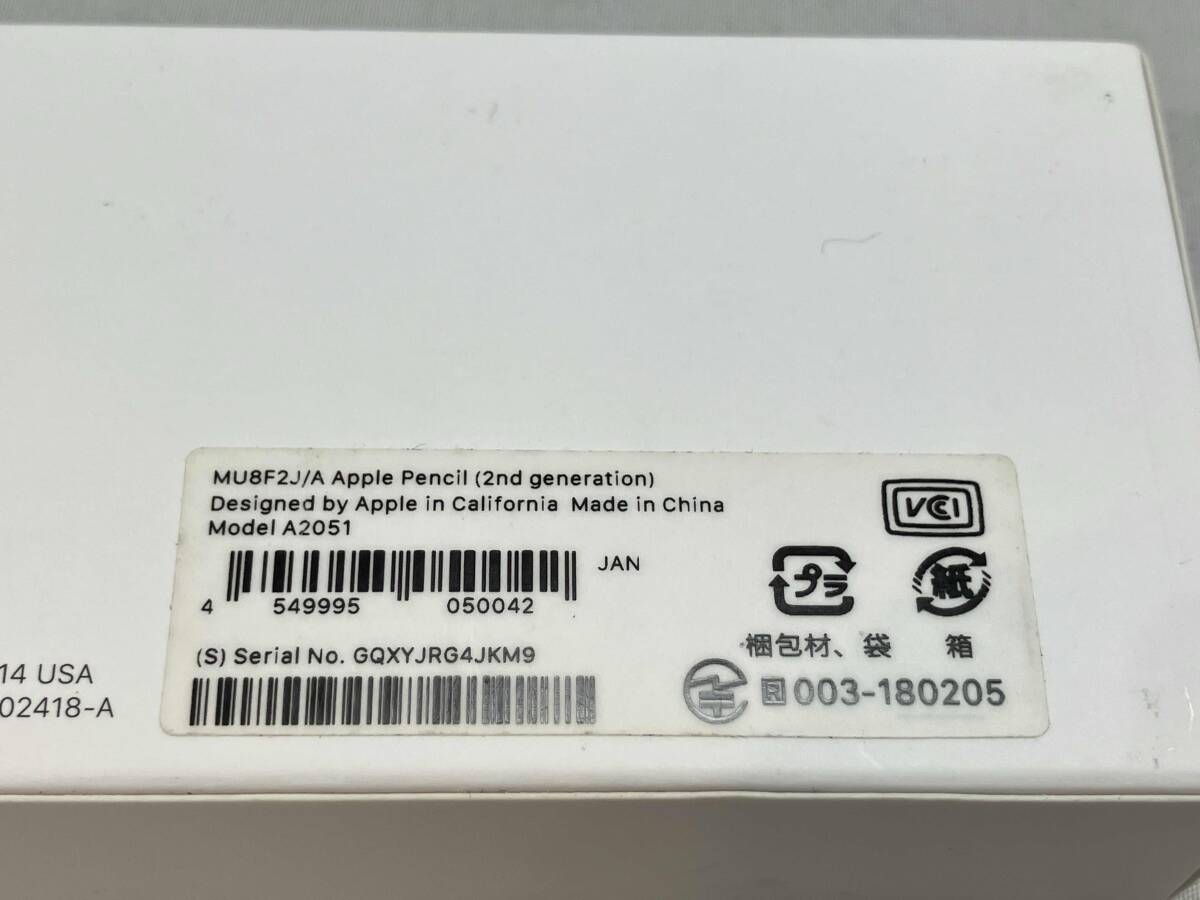 MU8F2J/A Apple Pencil (2nd generation)
Designed by Apple in California Made in China
Model A2051
JAN
4 549995 050042
(S) Serial No. GQXYJRG4JKM9
VCI
プラ
紙
梱包材、袋 箱
R 003-180205
14 USA
02418-A